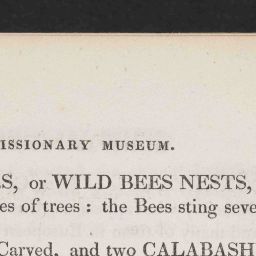 ISSIONARY MUSEUM.
S, or WILD BEES NESTS,
es of trees : the Bees sting seve
Carved, and two CALABASH